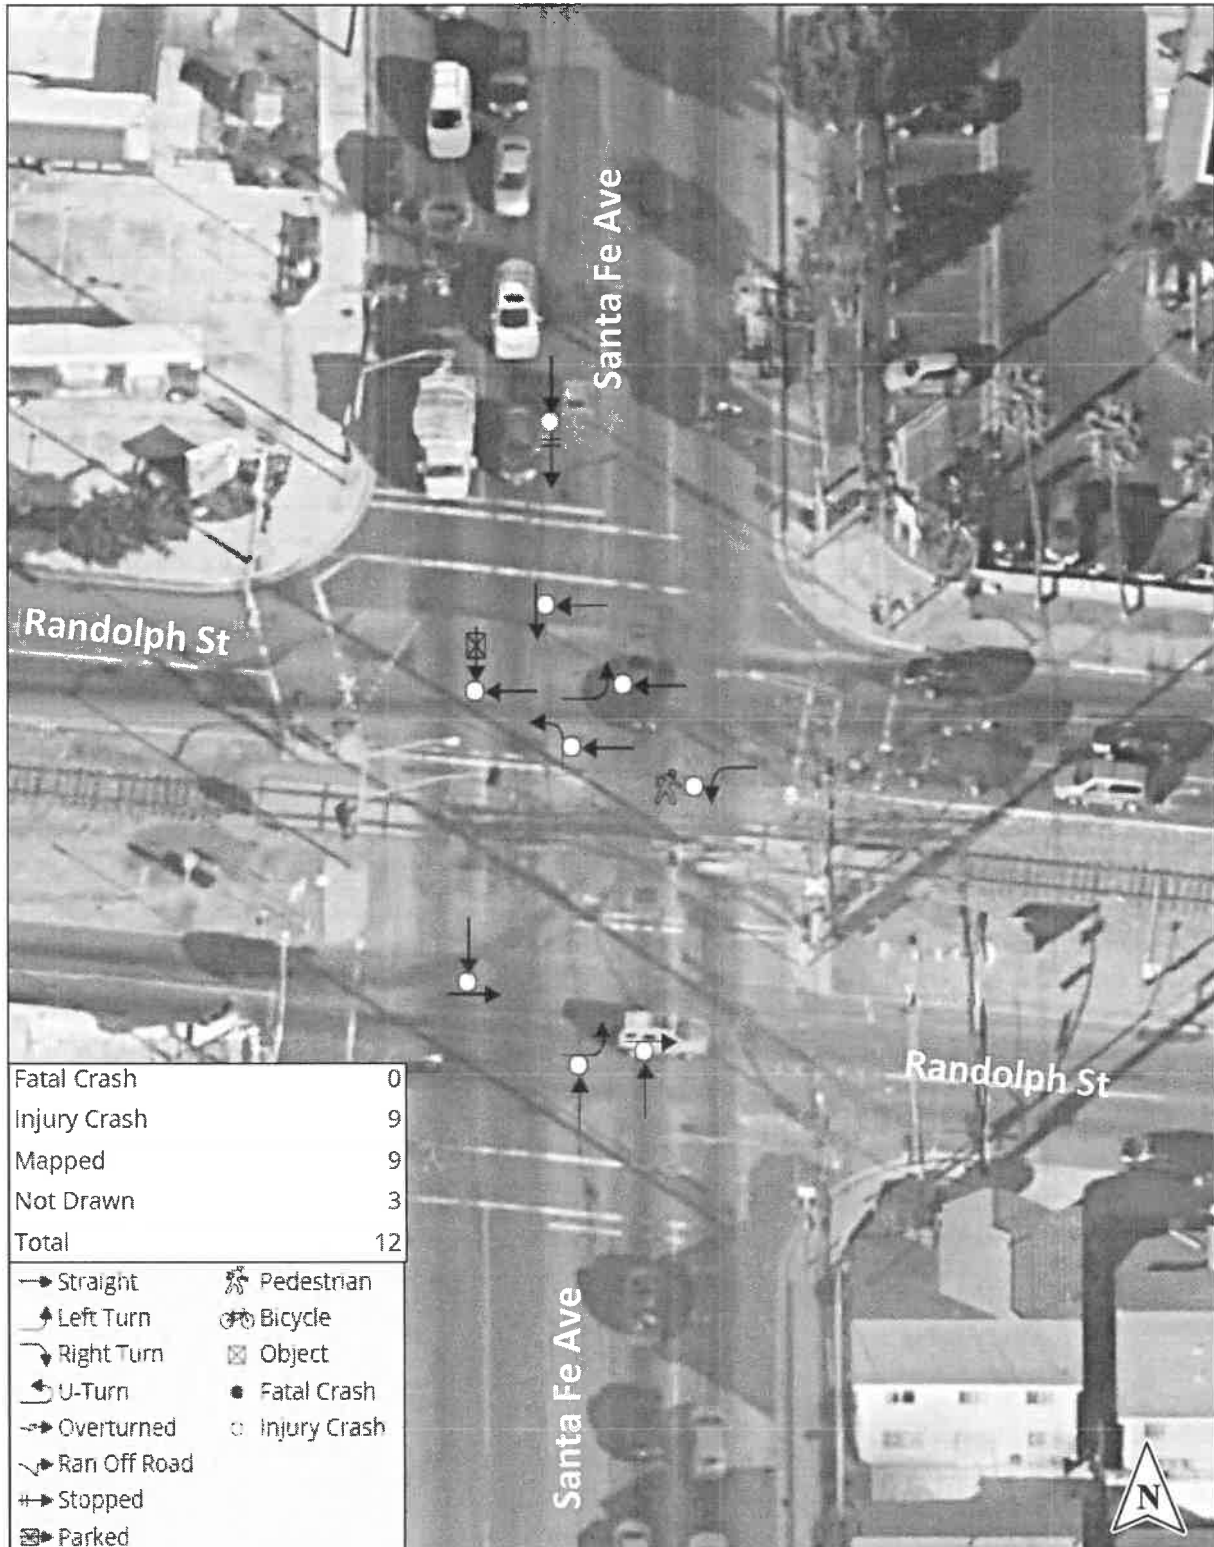 Santa Fe Ave
Randolph St
Randolph St
Fatal Crash 0
Injury Crash 9
Mapped 9
Not Drawn 3
Total 12
Straight
Left Turn
Right Turn
U-Turn
Overturned
Ran Off Road
Stopped
Parked
Pedestrian
Bicycle
Object
Fatal Crash
Injury Crash
Santa Fe Ave
N